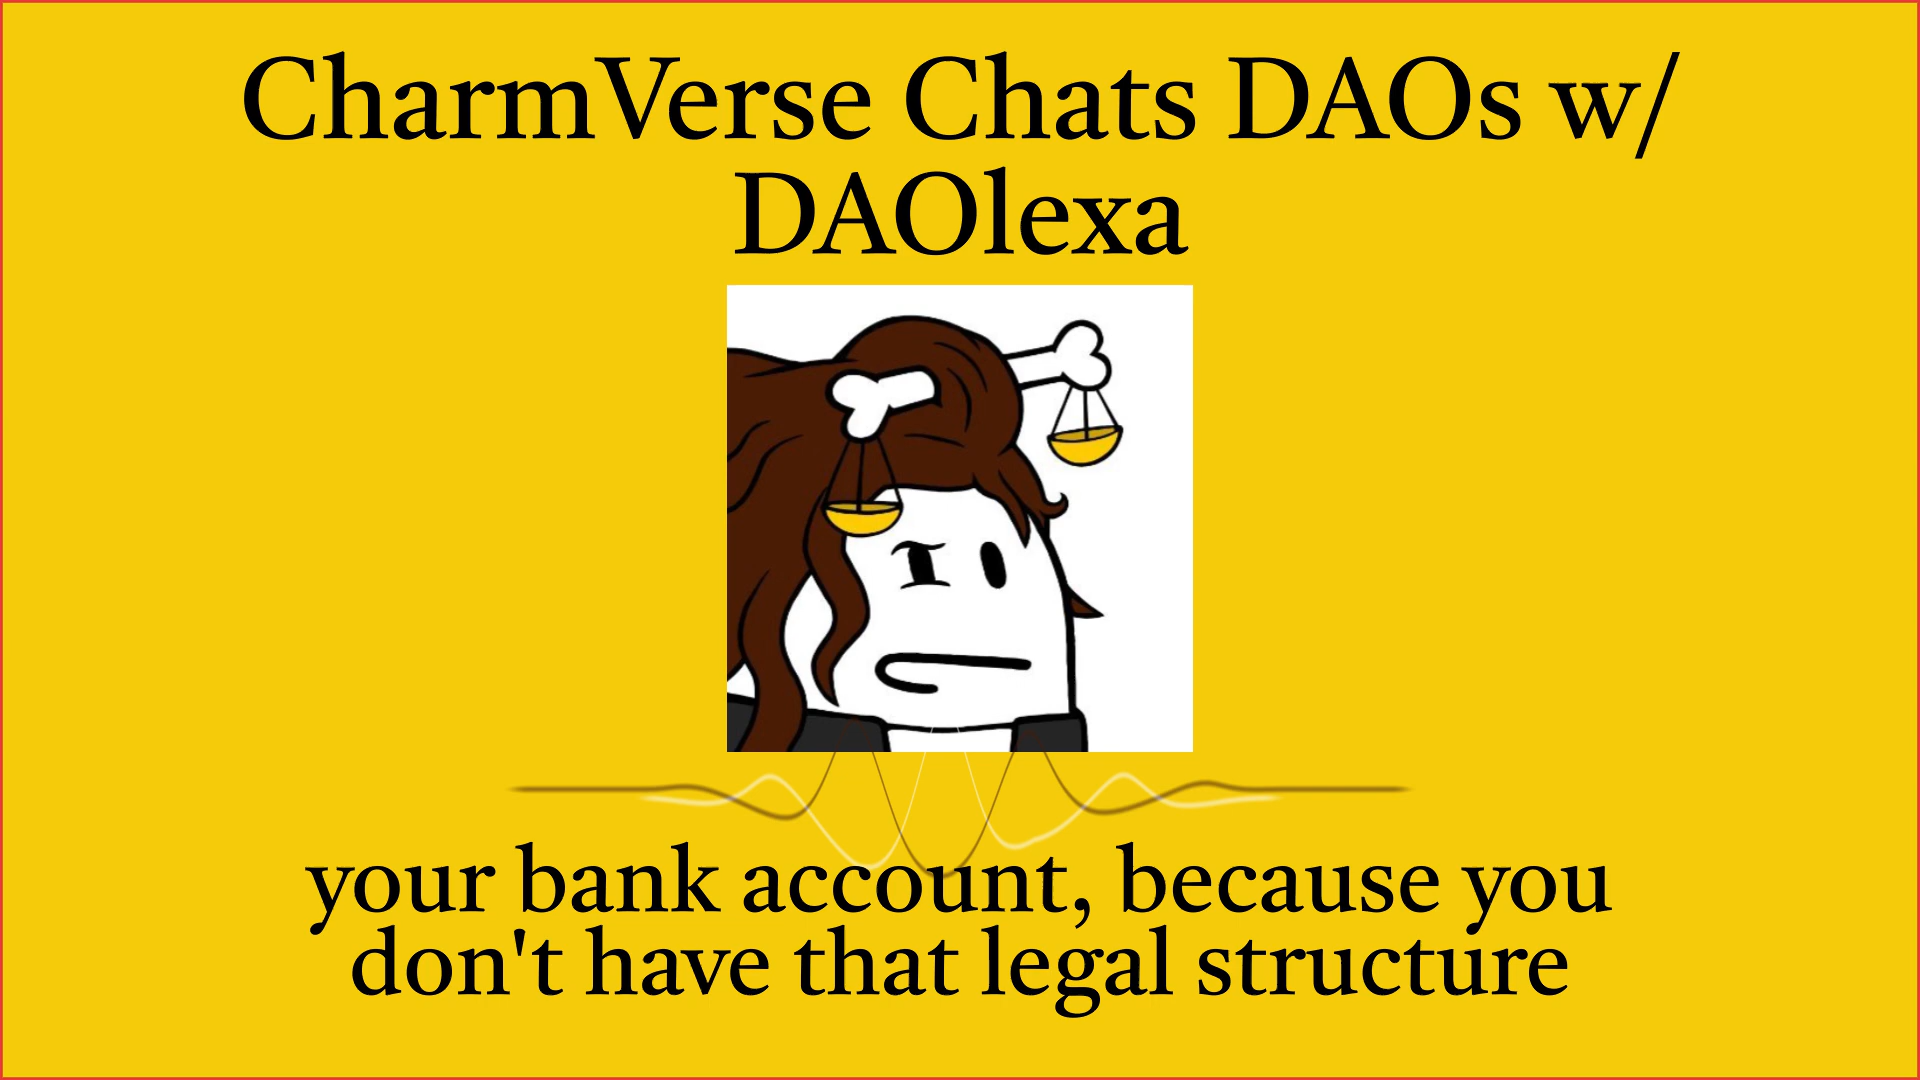 CharmVerse Chats DAOs w/
DAOlexa
your bank account, because you
don't have that legal structure